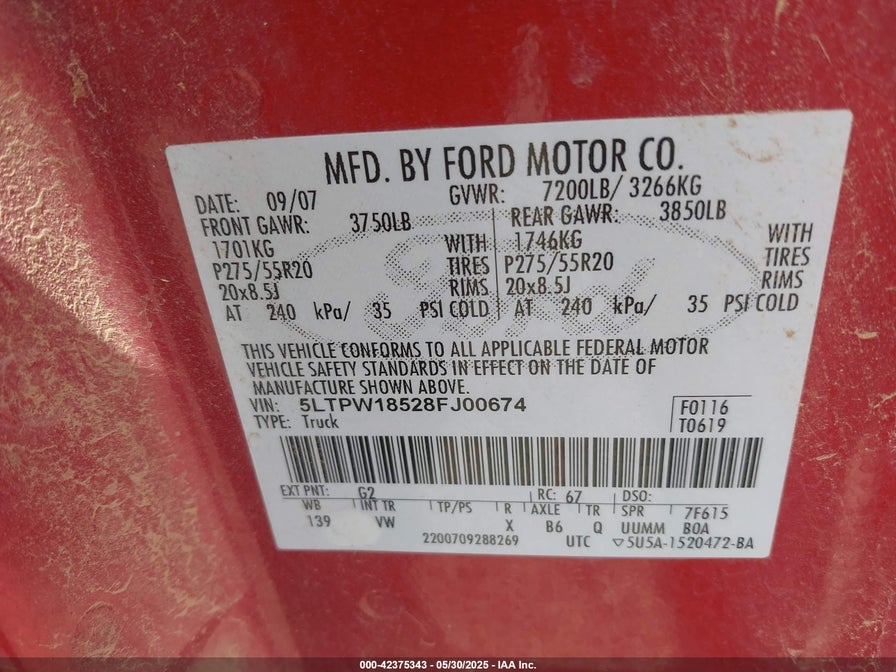 MFD. BY FORD MOTOR CO.
DATE: 09/07 GVWR: 7200LB/ 3266KG
FRONT GAWR: 3750LB REAR GAWR: 3850LB
1701KG WITH 1746KG WITH
P275/55R20 TIRES P275/55R20 TIRES
20x8.5J RIMS 20x8.5J RIMS
AT 240 kPa/ 35 PSI COLD AT 240 kPa/ 35 PSI COLD
Ford
THIS VEHICLE CONFORMS TO ALL APPLICABLE FEDERAL MOTOR
VEHICLE SAFETY STANDARDS IN EFFECT ON THE DATE OF
MANUFACTURE SHOWN ABOVE.
VIN: 5LTPW18528FJ00674 F0116
TYPE: Truck T0619
EXT PNT: G2 RC: 67 DSO:
WB INT TR TP/PS R AXLE TR SPR 7F615
139 VW X B6 Q UUMM B0A
2200709288269 UTC ▽5U5A-1520472-BA
000-42375343 - 05/30/2025 - IAA Inc.